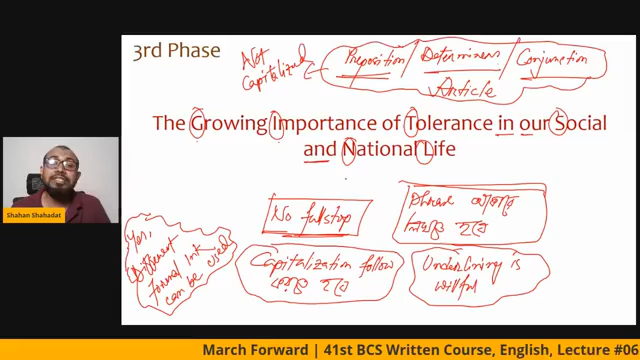 3rd Phase
Not Capitalized
Preposition / Determiners / Conjunction
Article
The Growing Importance of Tolerance in our Social
and National Life
No fullstop
Phrase আকারে
লিখতে হবে
Yes,
Different
formal ink
can be used
Capitalization follow
করতে হবে
Underlining is
willful
Shahan Shahadat
March Forward | 41st BCS Written Course, English, Lecture #06